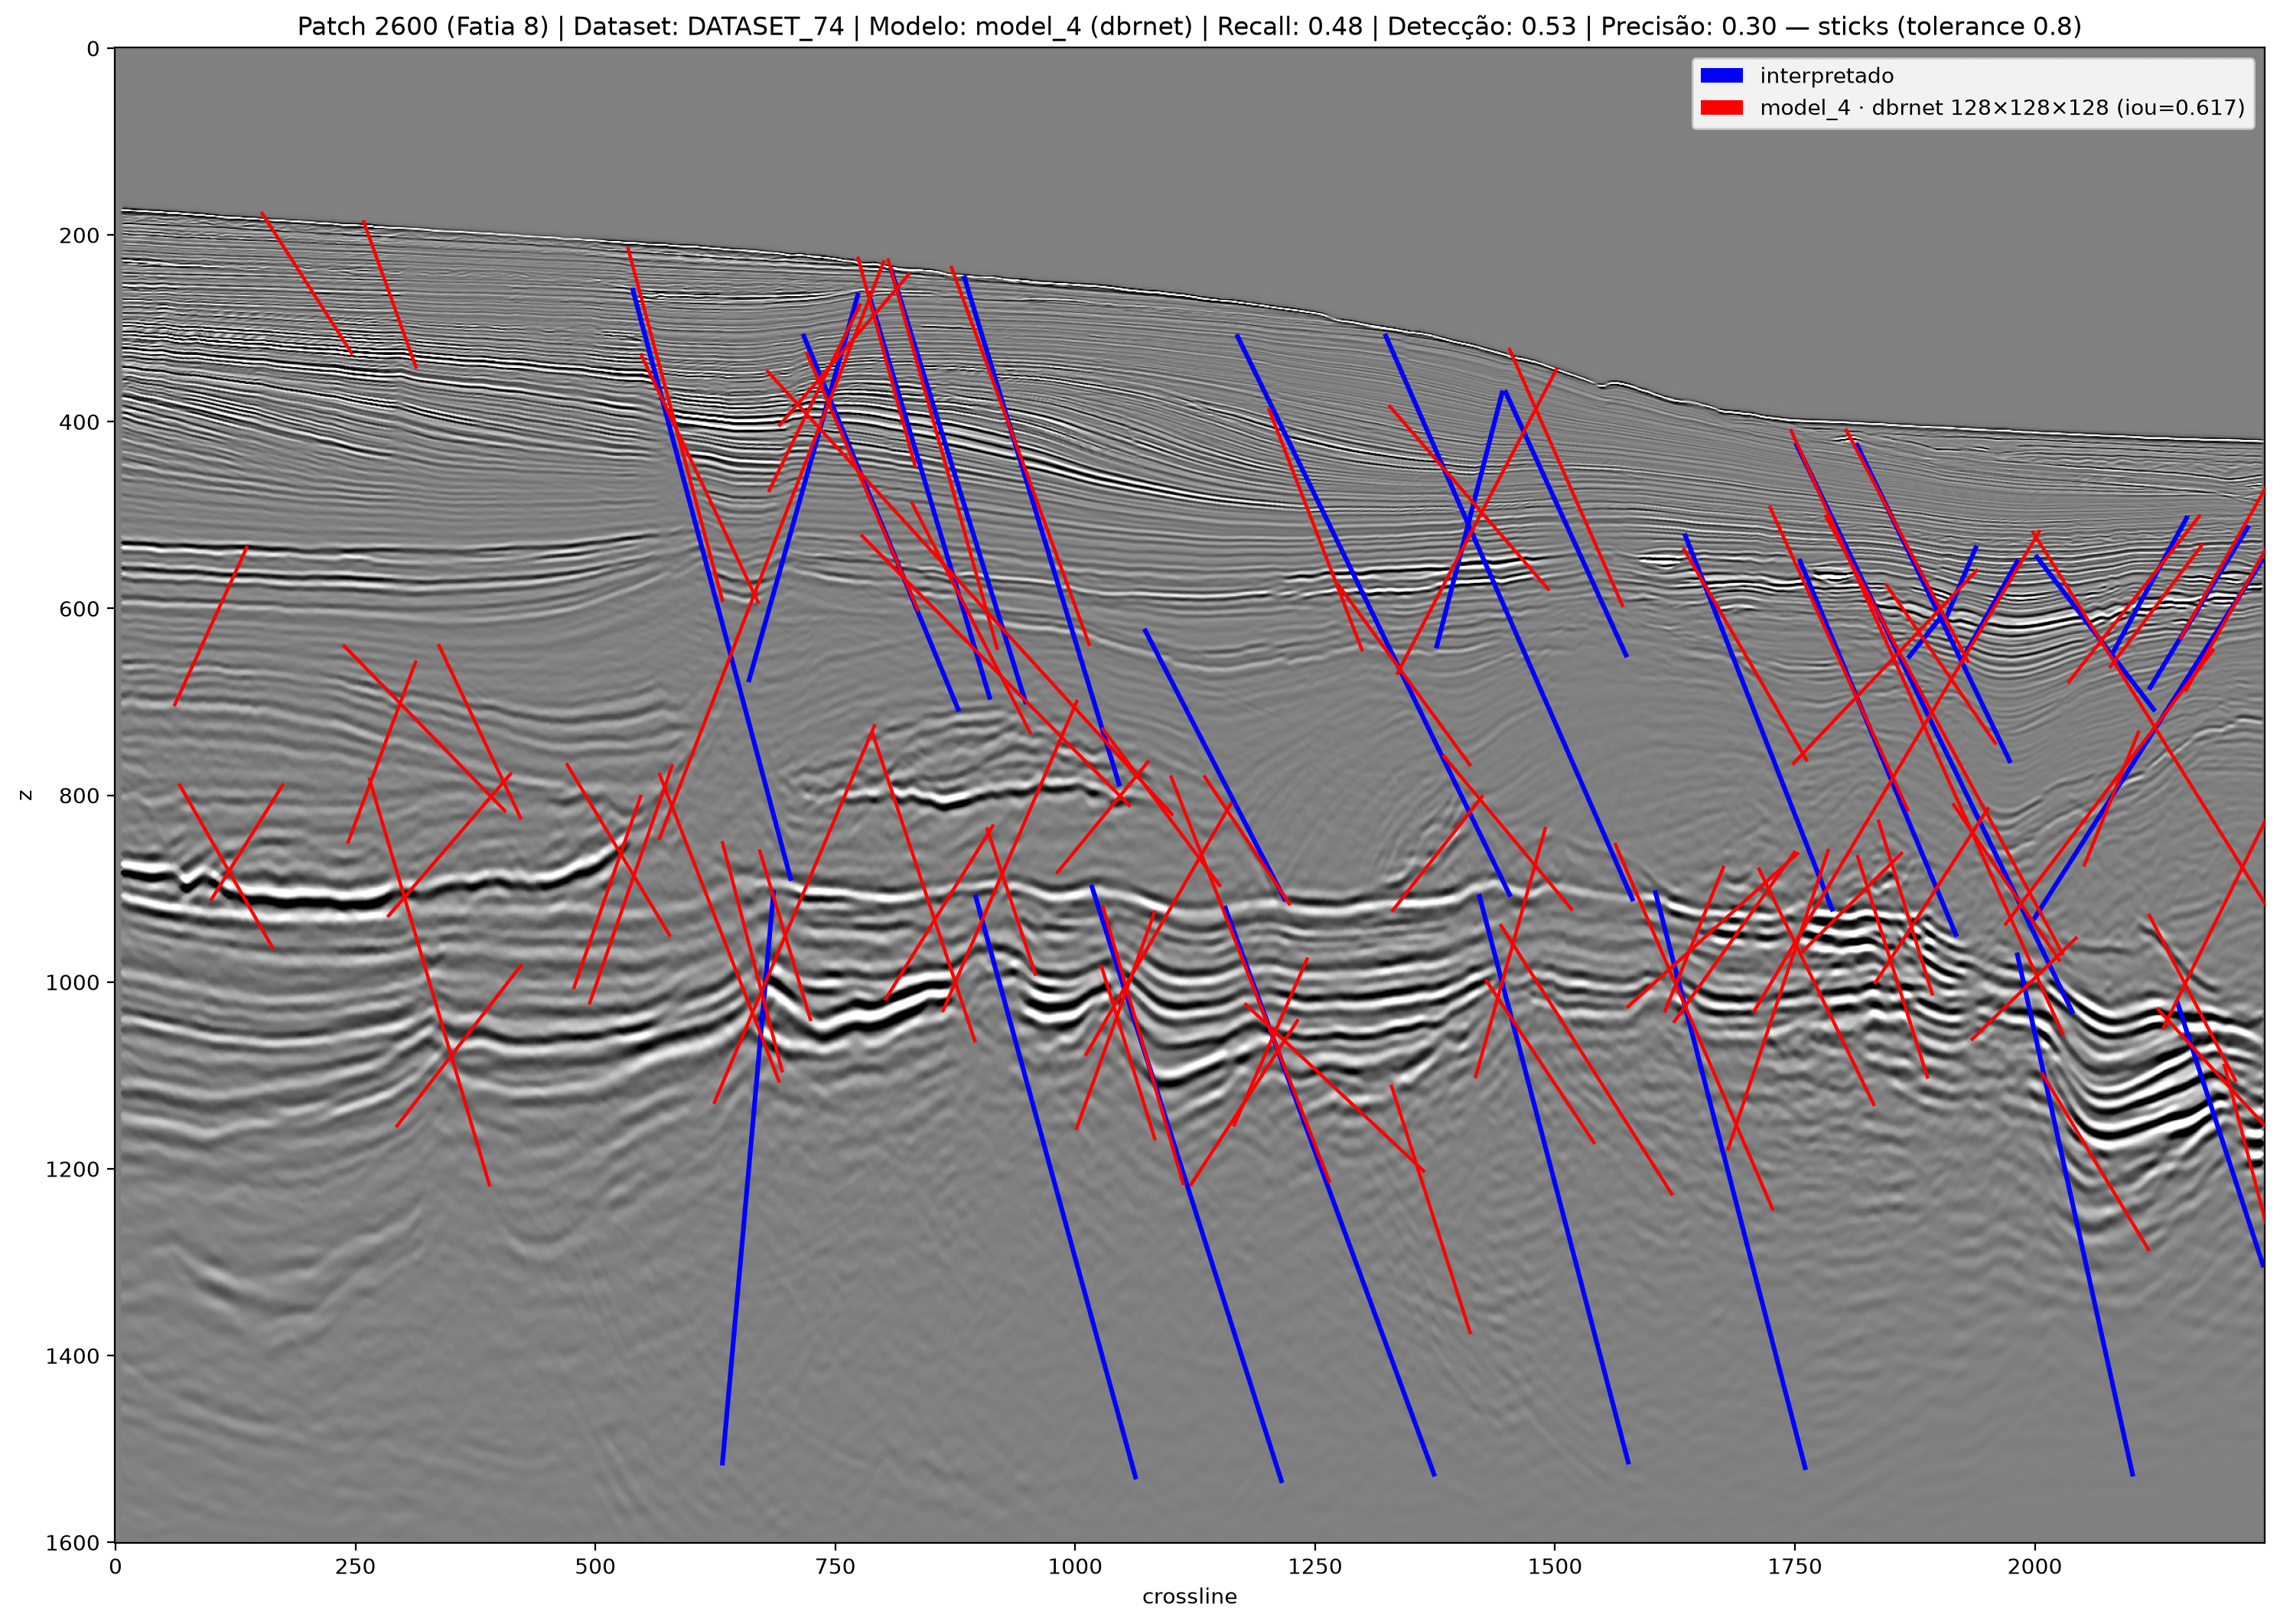 Patch 2600 (Fatia 8) | Dataset: DATASET_74 | Modelo: model_4 (dbrnet) | Recall: 0.48 | Detecção: 0.53 | Precisão: 0.30 — sticks (tolerance 0.8)
interpretado
model_4 · dbrnet 128×128×128 (iou=0.617)
0
200
400
600
800
1000
1200
1400
1600
z
0 250 500 750 1000 1250 1500 1750 2000
crossline